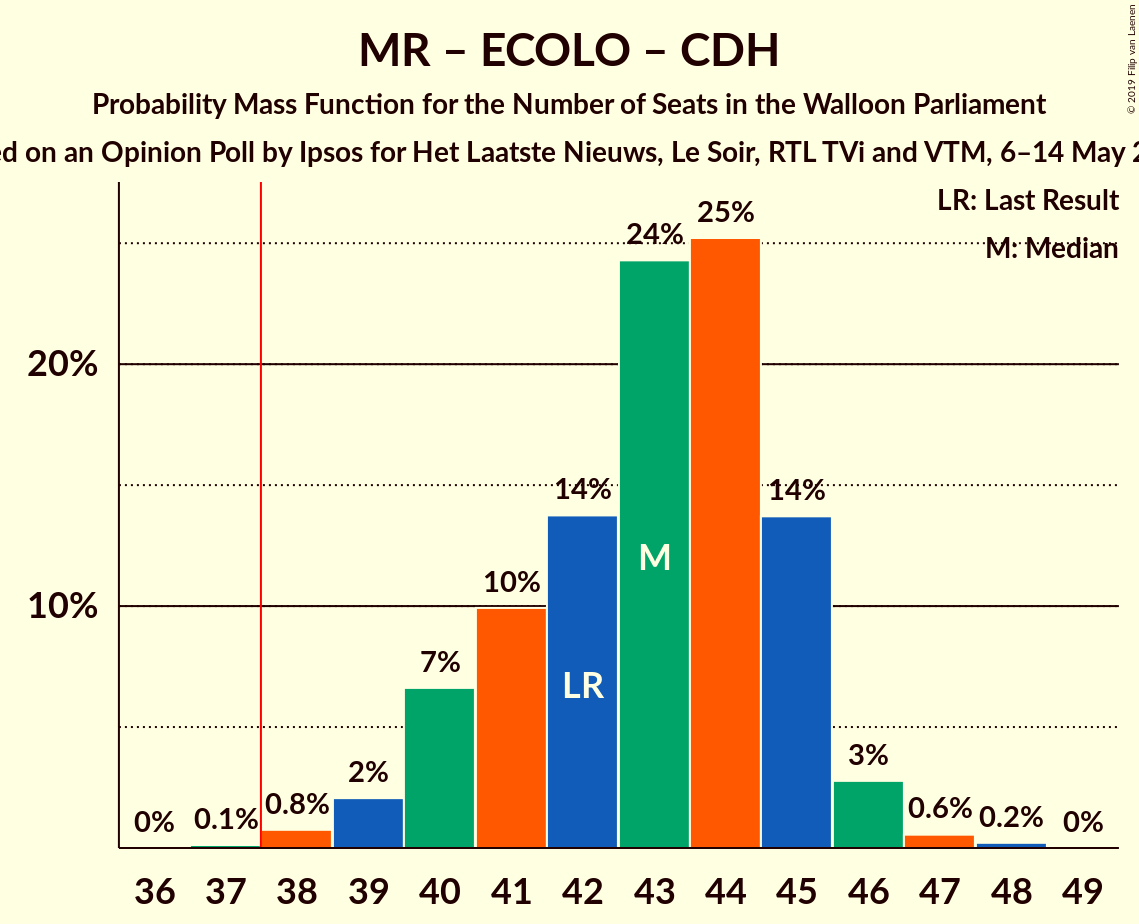 MR – ECOLO – CDH
Probability Mass Function for the Number of Seats in the Walloon Parliament
on an Opinion Poll by Ipsos for Het Laatste Nieuws, Le Soir, RTL TVi and VTM, 6–14 May
© 2019 Filip van Laenen
LR: Last Result
M: Median
25%
24%
20%
14%
14%
M
10%
10%
LR
7%
3%
2%
0%
0.1%
0.8%
0.6%
0.2%
0%
36 37 38 39 40 41 42 43 44 45 46 47 48 49